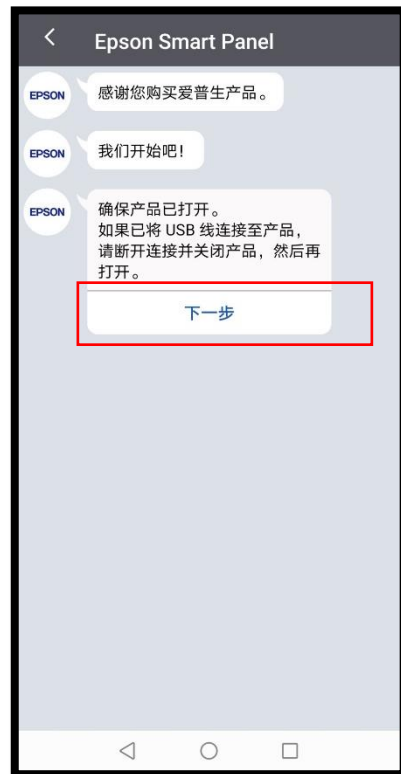 Epson Smart Panel
EPSON
感谢您购买爱普生产品。
EPSON
我们开始吧！
EPSON
确保产品已打开。
如果已将 USB 线连接至产品，
请断开连接并关闭产品，然后再
打开。
下一步